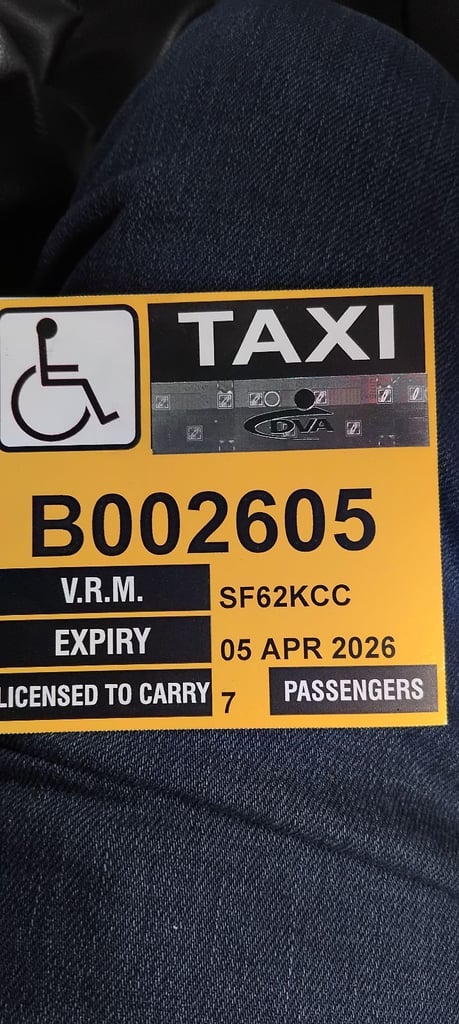 TAXI
DVA
B002605
V.R.M. SF62KCC
EXPIRY 05 APR 2026
LICENSED TO CARRY 7 PASSENGERS